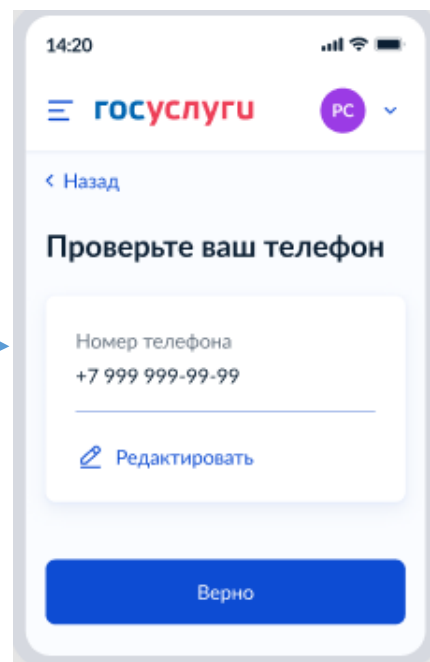 14:20
госуслуги
РС
Назад
Проверьте ваш телефон
Номер телефона
+7 999 999-99-99
Редактировать
Верно